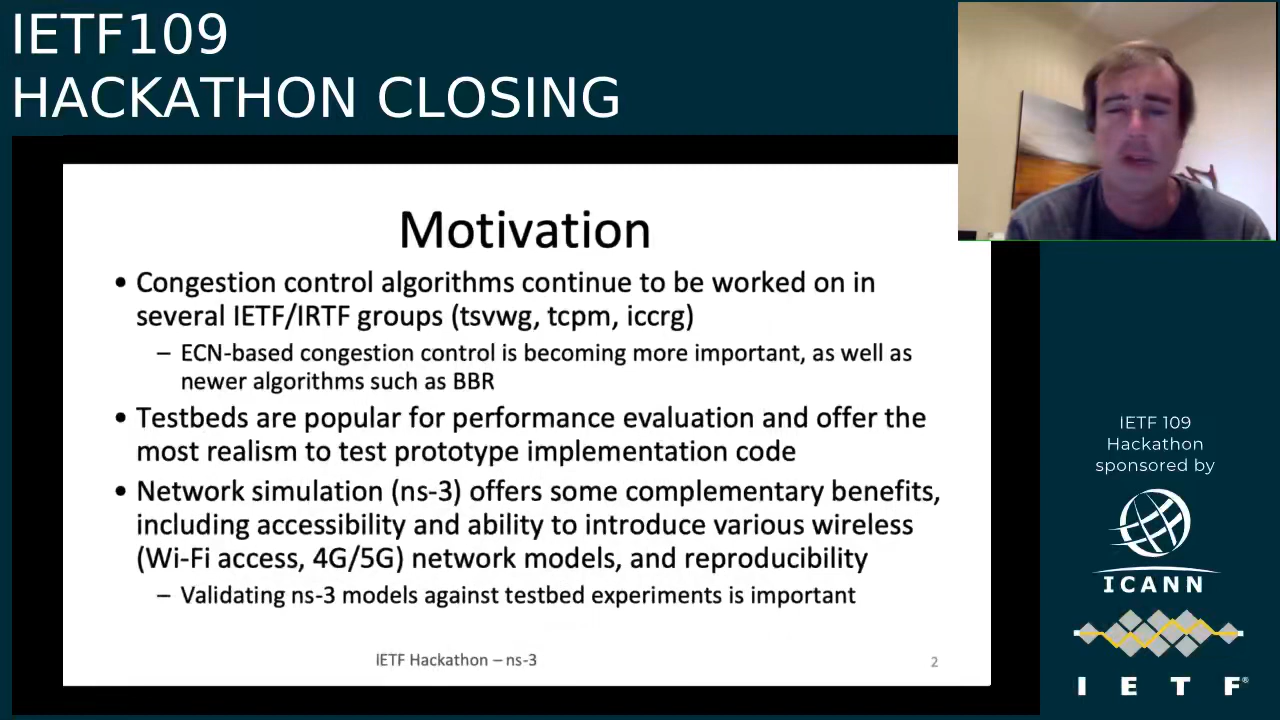 IETF109
HACKATHON CLOSING
Motivation
• Congestion control algorithms continue to be worked on in
several IETF/IRTF groups (tsvwg, tcpm, iccrg)
– ECN-based congestion control is becoming more important, as well as
newer algorithms such as BBR
• Testbeds are popular for performance evaluation and offer the
most realism to test prototype implementation code
• Network simulation (ns-3) offers some complementary benefits,
including accessibility and ability to introduce various wireless
(Wi-Fi access, 4G/5G) network models, and reproducibility
– Validating ns-3 models against testbed experiments is important
IETF Hackathon – ns-3
2
IETF 109
Hackathon
sponsored by
ICANN
IETF®